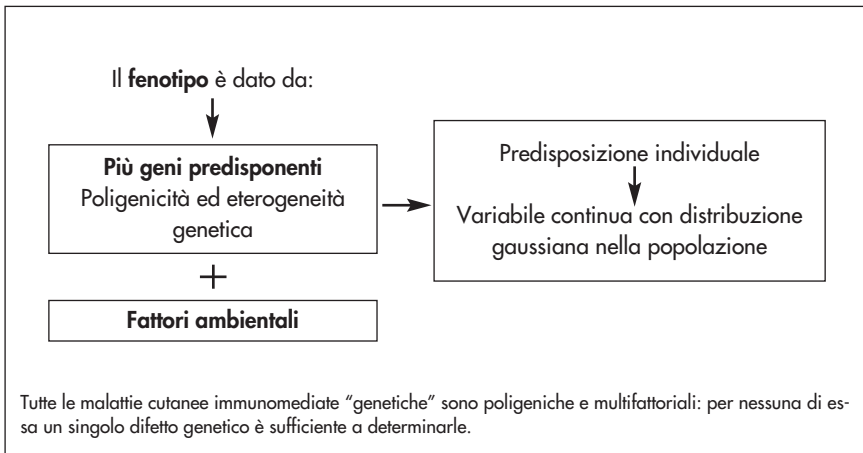 Il fenotipo è dato da:
Più geni predisponenti
Poligenicità ed eterogeneità
genetica
+
Fattori ambientali
Predisposizione individuale
Variabile continua con distribuzione
gaussiana nella popolazione
Tutte le malattie cutanee immunomediate “genetiche” sono poligeniche e multifattoriali: per nessuna di es-
sa un singolo difetto genetico è sufficiente a determinarle.